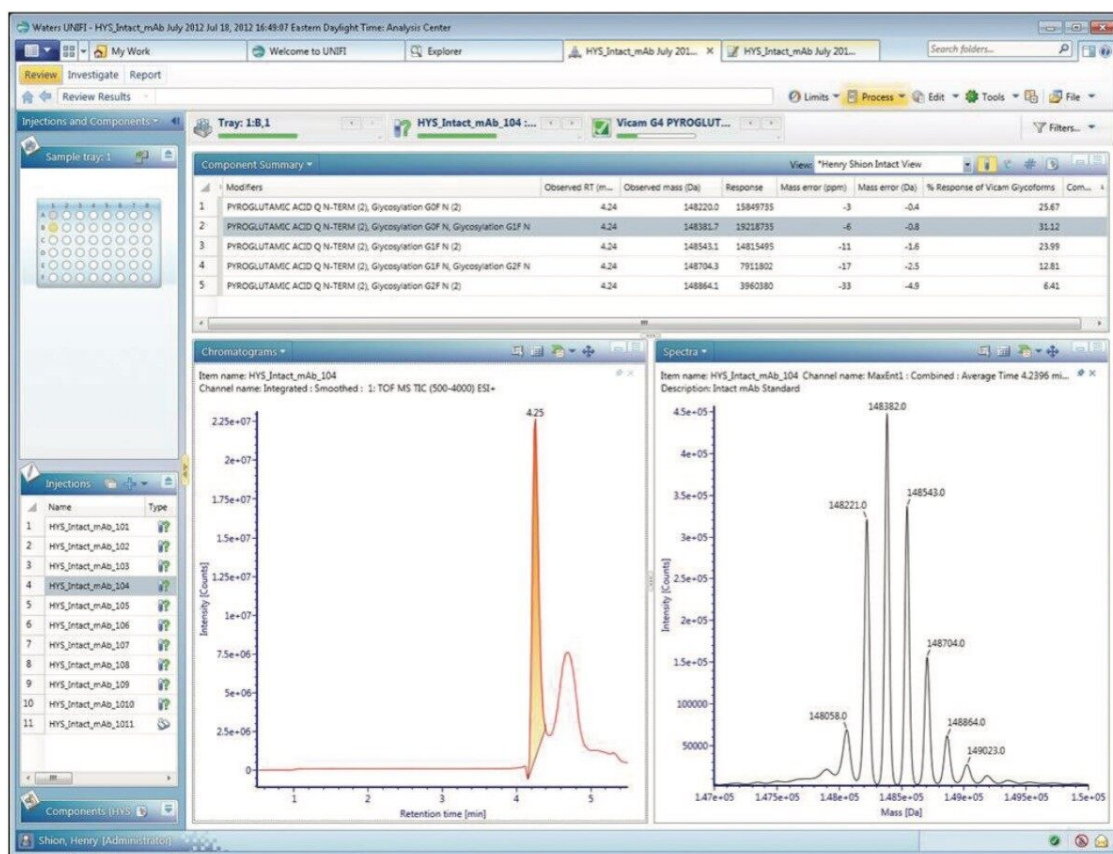 Waters UNIFI - HYS_Intact_mAb July 2012 Jul 18, 2012 16:49:07 Eastern Daylight Time: Analysis Center
My Work Welcome to UNIFI Explorer HYS_Intact_mAb July 201... HYS_Intact_mAb July 201... Search folders...
Review Investigate Report
Review Results Limits Process Edit Tools File
Injections and Components Tray: 1:B,1 HYS_Intact_mAb_104 :... Vicam G4 PYROGLUT... Filters...
Sample tray: 1
1 2 3 4 5 6 7 8
A
B
C
D
E
F
Component Summary View: *Henry Shion Intact View
Modifiers Observed RT (m... Observed mass (Da) Response Mass error (ppm) Mass error (Da) % Response of Vicam Glycoforms Com...
1 PYROGLUTAMIC ACID Q N-TERM (2), Glycosylation G0F N (2) 4.24 148220.0 15849735 -3 -0.4 25.67
2 PYROGLUTAMIC ACID Q N-TERM (2), Glycosylation G0F N, Glycosylation G1F N 4.24 148381.7 19218735 -6 -0.8 31.12
3 PYROGLUTAMIC ACID Q N-TERM (2), Glycosylation G1F N (2) 4.24 148543.1 14815495 -11 -1.6 23.99
4 PYROGLUTAMIC ACID Q N-TERM (2), Glycosylation G1F N, Glycosylation G2F N 4.24 148704.3 7911802 -17 -2.5 12.81
5 PYROGLUTAMIC ACID Q N-TERM (2), Glycosylation G2F N (2) 4.24 148864.1 3960380 -33 -4.9 6.41
Injections
Name Type
1 HYS_Intact_mAb_101
2 HYS_Intact_mAb_102
3 HYS_Intact_mAb_103
4 HYS_Intact_mAb_104
5 HYS_Intact_mAb_105
6 HYS_Intact_mAb_106
7 HYS_Intact_mAb_107
8 HYS_Intact_mAb_108
9 HYS_Intact_mAb_109
10 HYS_Intact_mAb_1010
11 HYS_Intact_mAb_1011
Components (HYS
Chromatograms
Item name: HYS_Intact_mAb_104
Channel name: Integrated : Smoothed : 1: TOF MS TIC (500-4000) ESI+
4.25
2.25e+07
2e+07
1.75e+07
1.5e+07
1.25e+07
1e+07
7.5e+06
5e+06
2.5e+06
0
Intensity [Counts]
1 2 3 4 5
Retention time [min]
Spectra
Item name: HYS_Intact_mAb_104 Channel name: MaxEnt1 : Combined : Average Time 4.2396 mi...
Description: Intact mAb Standard
148382.0
148221.0
148543.0
148704.0
148058.0
148864.0
149023.0
4.5e+05
4e+05
3.5e+05
3e+05
2.5e+05
2e+05
1.5e+05
100000
50000
Intensity [Counts]
1.47e+05 1.475e+05 1.48e+05 1.485e+05 1.49e+05 1.495e+05 1.5e+05
Mass [Da]
Shion, Henry [Administrator]